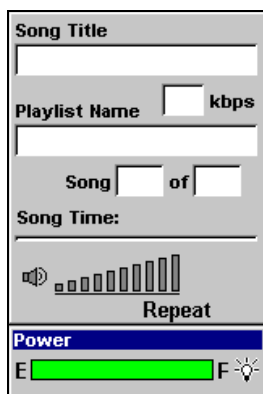 Song Title
kbps
Playlist Name
Song of
Song Time:
Repeat
Power
E F